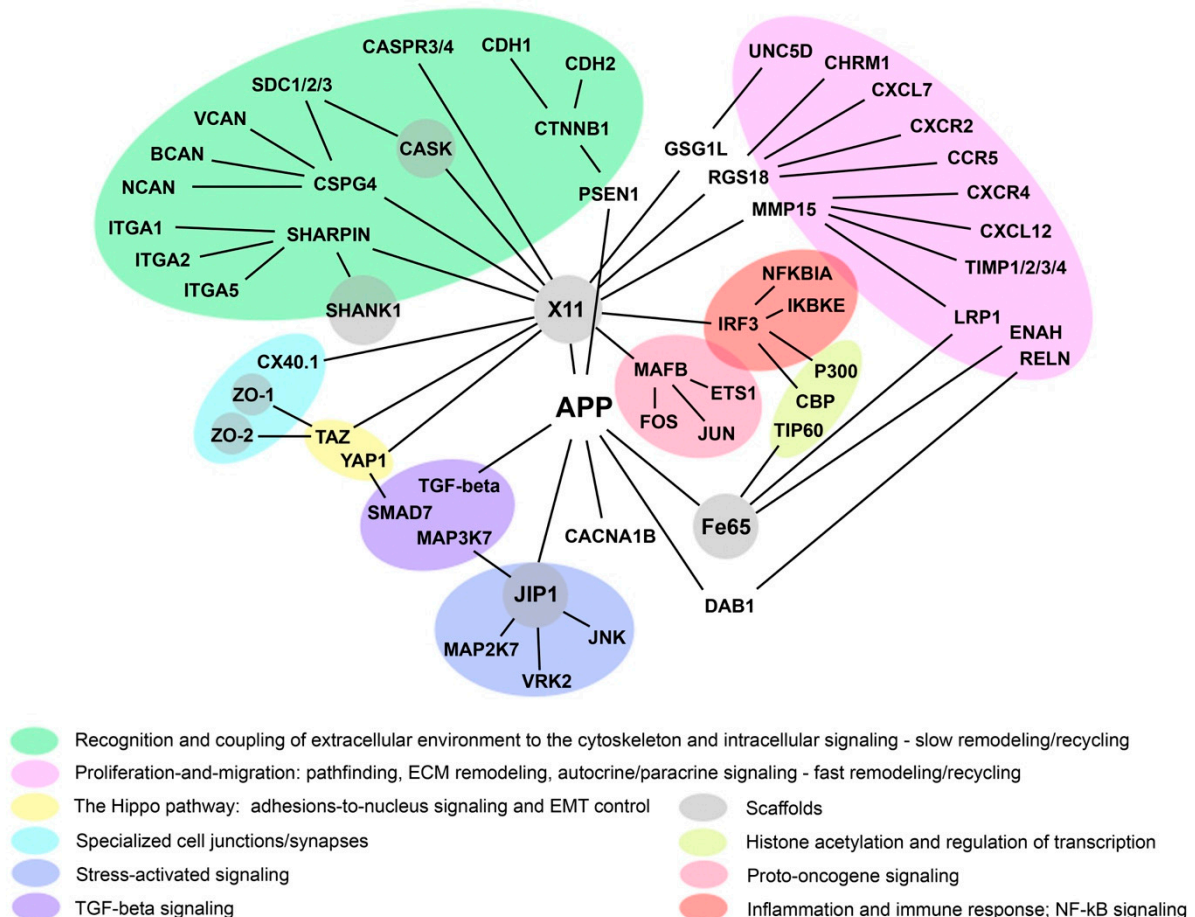 CASPR3/4
CDH1
CDH2
UNC5D
CHRM1
CXCL7
SDC1/2/3
VCAN
CTNNB1
CXCR2
BCAN
CASK
GSG1L
CCR5
NCAN
CSPG4
RGS18
PSEN1
CXCR4
MMP15
ITGA1
SHARPIN
CXCL12
ITGA2
TIMP1/2/3/4
NFKBIA
ITGA5
IKBKE
SHANK1
X11
IRF3
LRP1
ENAH
RELN
CX40.1
MAFB
P300
ZO-1
ETS1
CBP
APP
FOS
JUN
TIP60
ZO-2
TAZ
YAP1
TGF-beta
SMAD7
Fe65
MAP3K7
CACNA1B
JIP1
DAB1
MAP2K7
JNK
VRK2
Recognition and coupling of extracellular environment to the cytoskeleton and intracellular signaling - slow remodeling/recycling
Proliferation-and-migration: pathfinding, ECM remodeling, autocrine/paracrine signaling - fast remodeling/recycling
The Hippo pathway: adhesions-to-nucleus signaling and EMT control
Scaffolds
Specialized cell junctions/synapses
Histone acetylation and regulation of transcription
Stress-activated signaling
Proto-oncogene signaling
TGF-beta signaling
Inflammation and immune response; NF-kB signaling